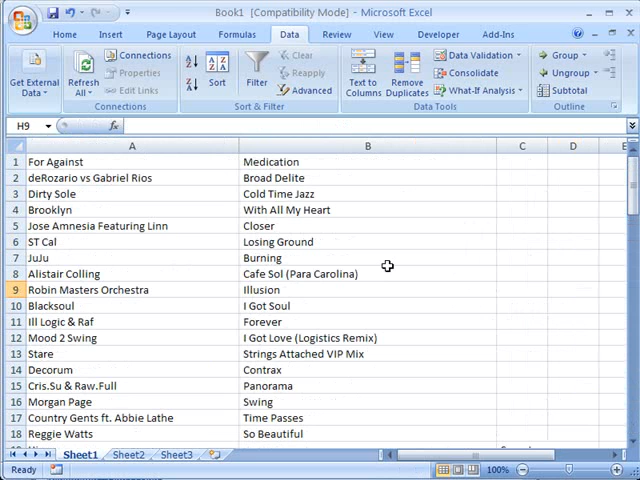 Book1 [Compatibility Mode] - Microsoft Excel
Home Insert Page Layout Formulas Data Review View Developer Add-Ins
Get External Data
Refresh All
Connections
Properties
Edit Links
Connections
Sort
Filter
Clear
Reapply
Advanced
Sort & Filter
Text to Columns
Remove Duplicates
Data Validation
Consolidate
What-If Analysis
Data Tools
Group
Ungroup
Subtotal
Outline
H9 fx
A B C D E
1 For Against Medication
2 deRozario vs Gabriel Rios Broad Delite
3 Dirty Sole Cold Time Jazz
4 Brooklyn With All My Heart
5 Jose Amnesia Featuring Linn Closer
6 ST Cal Losing Ground
7 JuJu Burning
8 Alistair Colling Cafe Sol (Para Carolina)
9 Robin Masters Orchestra Illusion
10 Blacksoul I Got Soul
11 Ill Logic & Raf Forever
12 Mood 2 Swing I Got Love (Logistics Remix)
13 Stare Strings Attached VIP Mix
14 Decorum Contrax
15 Cris.Su & Raw.Full Panorama
16 Morgan Page Swing
17 Country Gents ft. Abbie Lathe Time Passes
18 Reggie Watts So Beautiful
Sheet1 Sheet2 Sheet3
Ready 100%